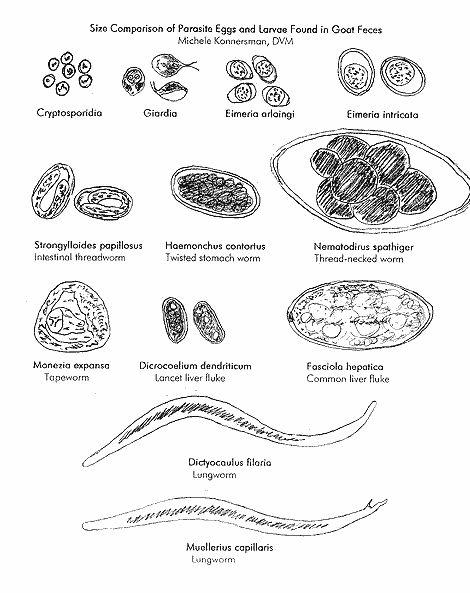 Size Comparison of Parasite Eggs and Larvae Found in Goat Feces
Michele Konnersman, DVM
Cryptosporidia
Giardia
Eimeria arloingi
Eimeria intricata
Strongylloides papillosus
Intestinal threadworm
Haemonchus contortus
Twisted stomach worm
Nematodirus spathiger
Thread-necked worm
Monezia expansa
Tapeworm
Dicrocoelium dendriticum
Lancet liver fluke
Fasciola hepatica
Common liver fluke
Dictyocaulus filaria
Lungworm
Muellerius capillaris
Lungworm